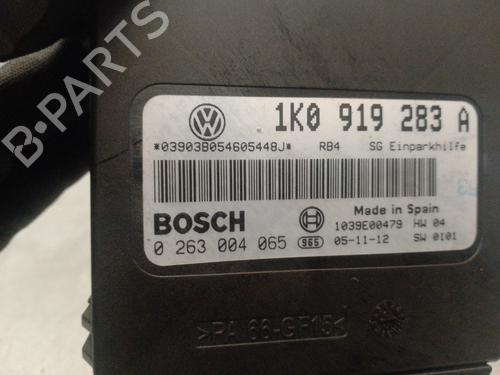 B-PARTS
1K0 919 283 A
*03903B054605448J* RB4 SG Einparkhilfe
BOSCH
Made in Spain
1039E00479 HW 04
0 263 004 065 965 05-11-12 SW 0101
>PA 66-GF15<